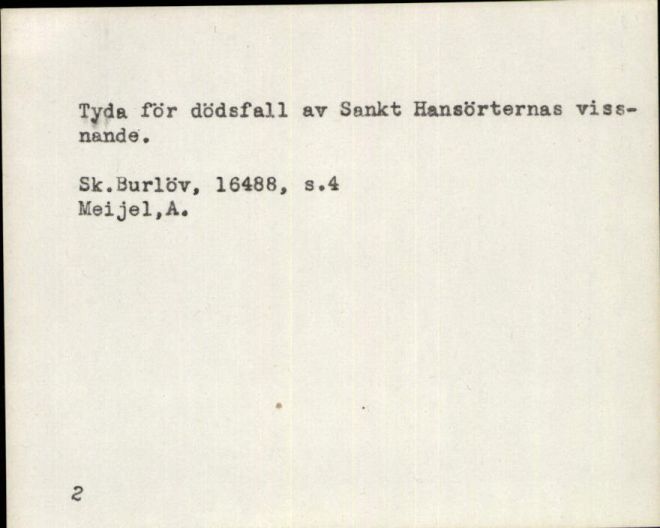 Tyda för dödsfall av Sankt Hansörternas viss-
nande.
Sk.Burlöv, 16488, s.4
Meijel,A.
2